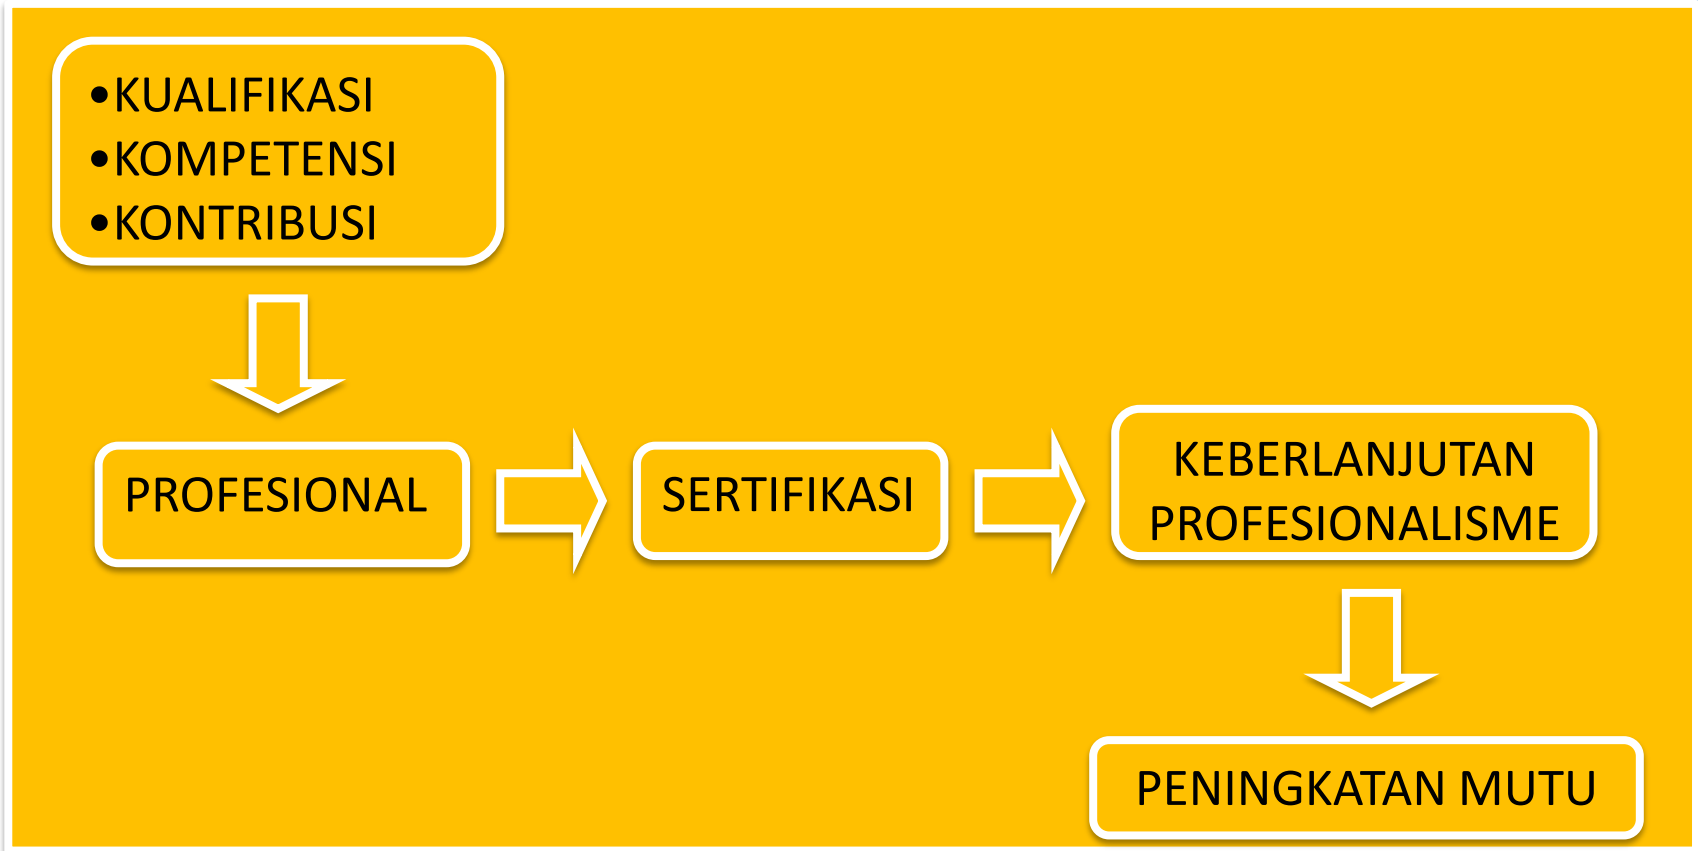 •KUALIFIKASI
•KOMPETENSI
•KONTRIBUSI
PROFESIONAL
SERTIFIKASI
KEBERLANJUTAN
PROFESIONALISME
PENINGKATAN MUTU